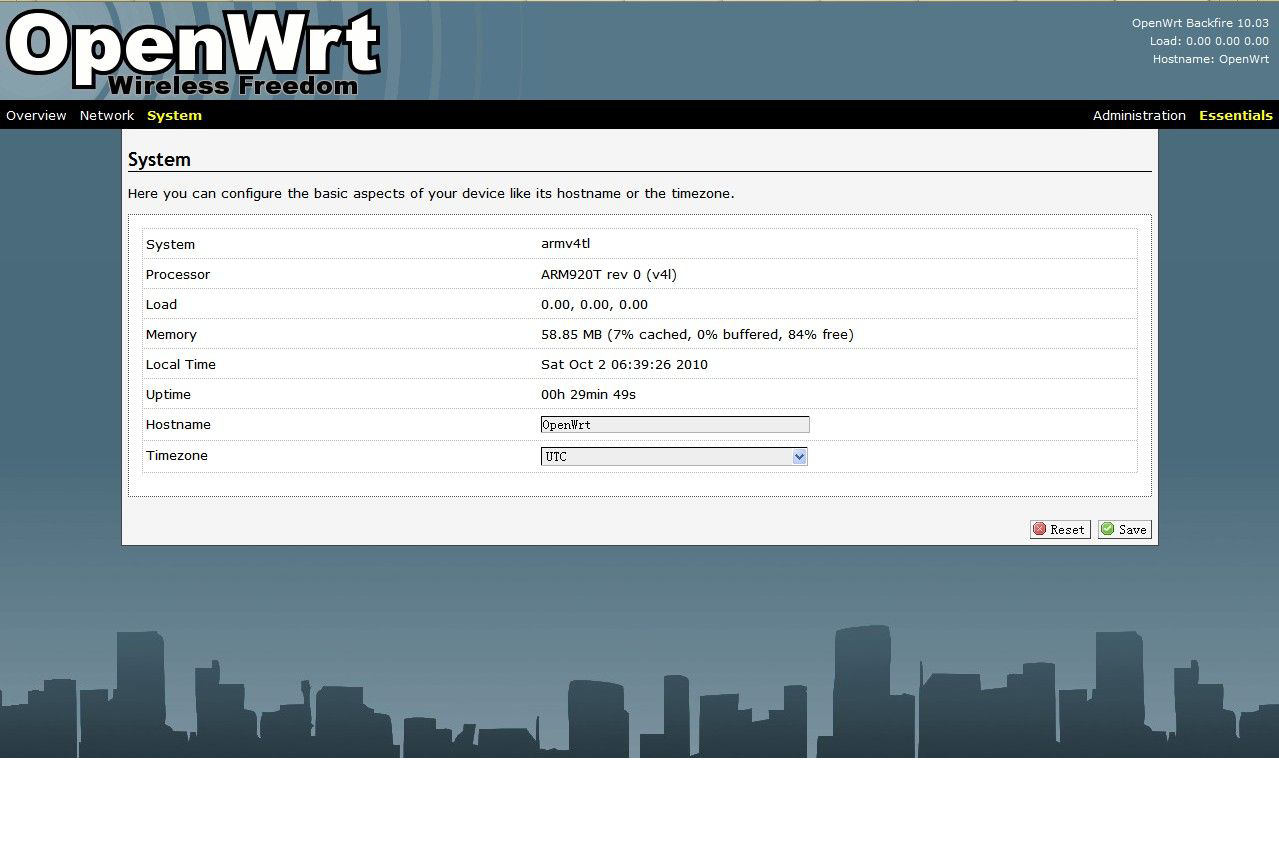 OpenWrt
Wireless Freedom
OpenWrt Backfire 10.03
Load: 0.00 0.00 0.00
Hostname: OpenWrt
Overview Network System Administration Essentials
System
Here you can configure the basic aspects of your device like its hostname or the timezone.
System armv4tl
Processor ARM920T rev 0 (v4l)
Load 0.00, 0.00, 0.00
Memory 58.85 MB (7% cached, 0% buffered, 84% free)
Local Time Sat Oct 2 06:39:26 2010
Uptime 00h 29min 49s
Hostname OpenWrt
Timezone UTC
Reset Save